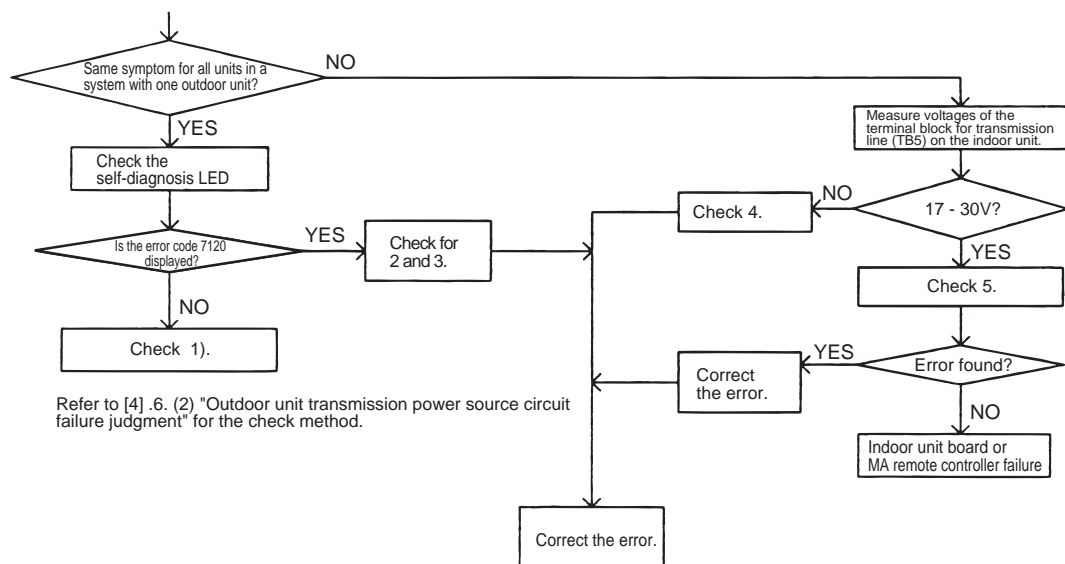 Same symptom for all units in a
system with one outdoor unit?
NO
YES
Measure voltages of the
terminal block for transmission
line (TB5) on the indoor unit.
Check the
self-diagnosis LED
NO
17 - 30V?
Check 4.
YES
Is the error code 7120
displayed?
YES
Check for
2 and 3.
Check 5.
NO
Check 1).
YES
Error found?
Correct
the error.
NO
Refer to [4] .6. (2) "Outdoor unit transmission power source circuit
failure judgment" for the check method.
Indoor unit board or
MA remote controller failure
Correct the error.